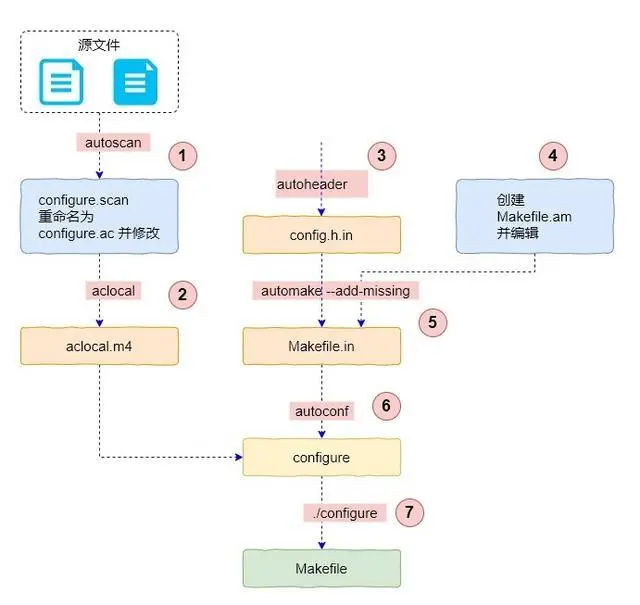 源文件
autoscan
1
configure.scan
重命名为
configure.ac 并修改
aclocal
2
aclocal.m4
3
autoheader
config.h.in
4
创建
Makefile.am
并编辑
automake --add-missing
5
Makefile.in
autoconf
6
configure
./configure
7
Makefile